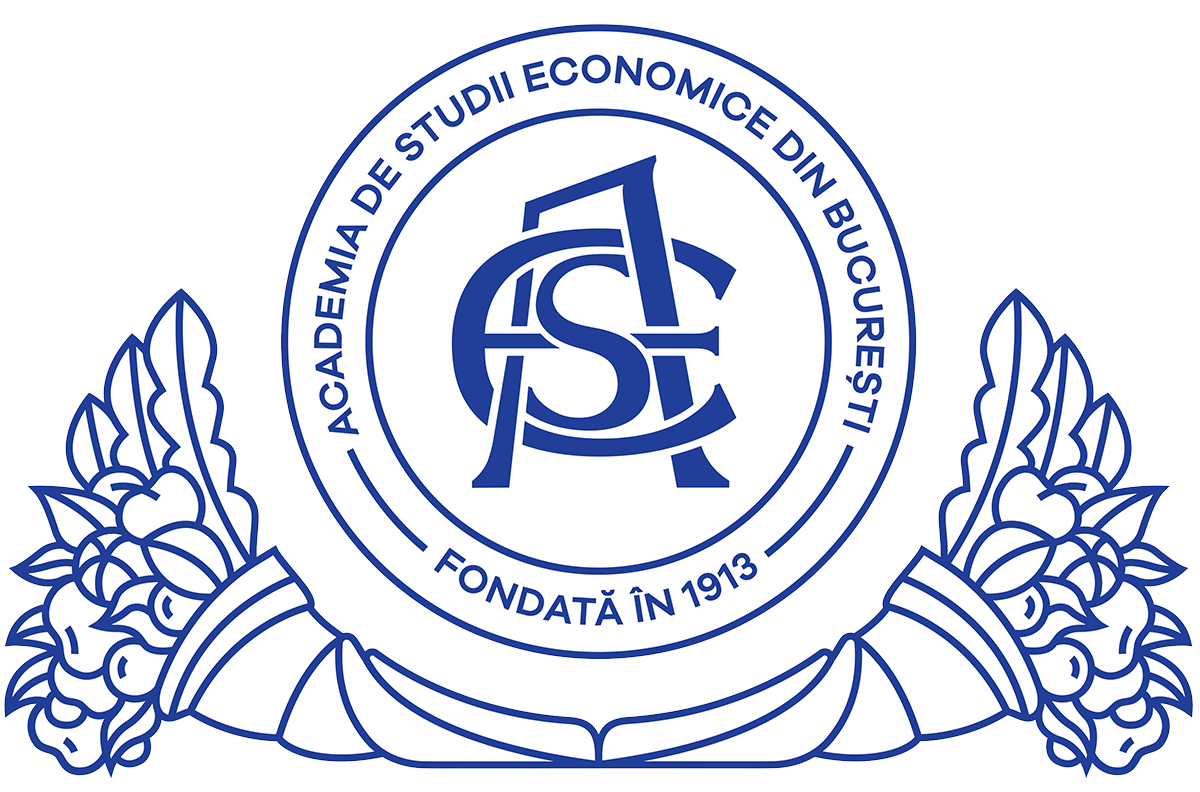 ACADEMIA DE STUDII ECONOMICE DIN BUCUREȘTI
ASE
FONDATĂ ÎN 1913